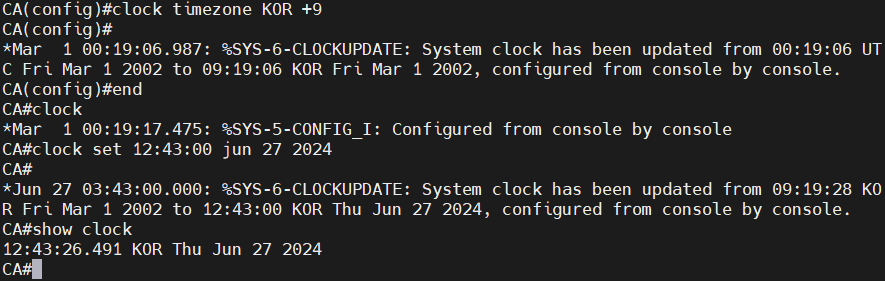 CA(config)#clock timezone KOR +9
CA(config)#
*Mar  1 00:19:06.987: %SYS-6-CLOCKUPDATE: System clock has been updated from 00:19:06 UT
C Fri Mar 1 2002 to 09:19:06 KOR Fri Mar 1 2002, configured from console by console.
CA(config)#end
CA#clock
*Mar  1 00:19:17.475: %SYS-5-CONFIG_I: Configured from console by console
CA#clock set 12:43:00 jun 27 2024
CA#
*Jun 27 03:43:00.000: %SYS-6-CLOCKUPDATE: System clock has been updated from 09:19:28 KO
R Fri Mar 1 2002 to 12:43:00 KOR Thu Jun 27 2024, configured from console by console.
CA#show clock
12:43:26.491 KOR Thu Jun 27 2024
CA#